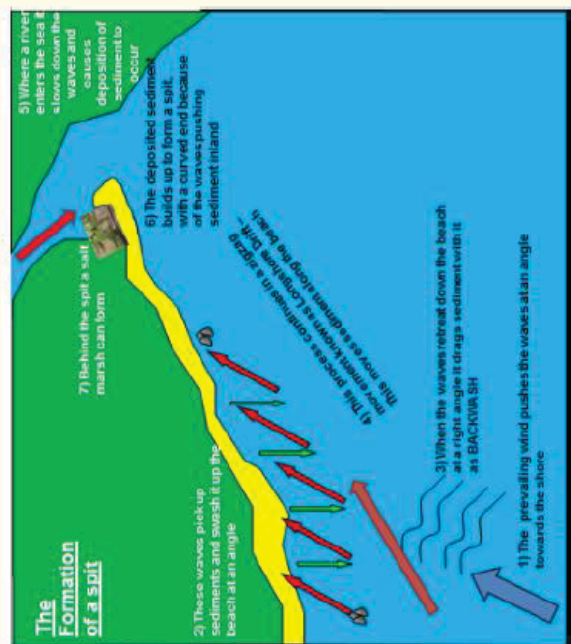 The
Formation
of a spit
1) The prevailing wind pushes the waves at an angle
towards the shore
2) These waves pick up
sediments and swash it up the
beach at an angle
3) When the waves retreat down the beach
at a right angle it drags sediment with it
as BACKWASH
4) This process continues in a zigzag
movement known as Longshore Drift –
This moves sediment along the beach
5) Where a river
enters the sea it
slows down the
waves and
causes
deposition of
sediment to
occur
6) The deposited sediment
builds up to form a spit,
with a curved end because
of the waves pushing
sediment inland
7) Behind the spit a salt
marsh can form